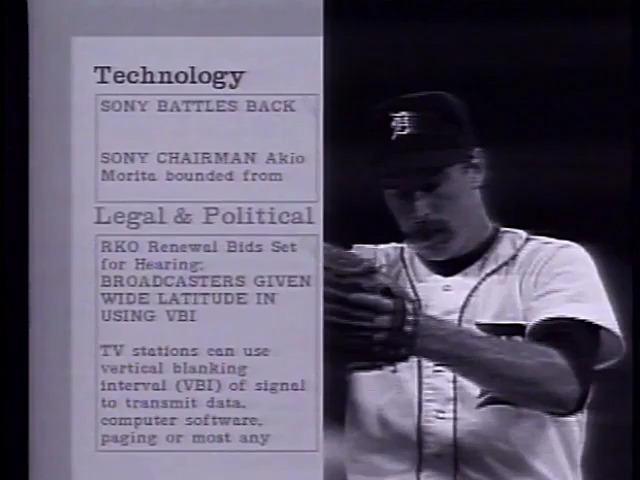 Technology
SONY BATTLES BACK
SONY CHAIRMAN Akio
Morita bounded from
Legal & Political
RKO Renewal Bids Set
for Hearing;
BROADCASTERS GIVEN
WIDE LATITUDE IN
USING VBI
TV stations can use
vertical blanking
interval (VBI) of signal
to transmit data,
computer software,
paging or most any
D